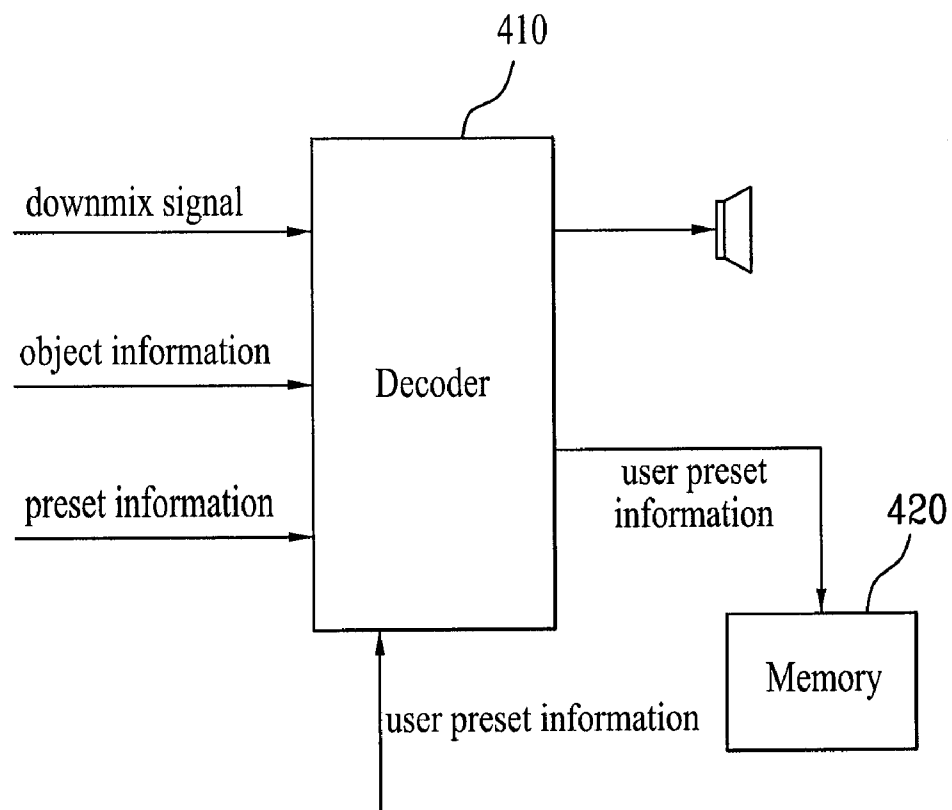 410
downmix signal
object information
Decoder
preset information
user preset
information
420
Memory
user preset information